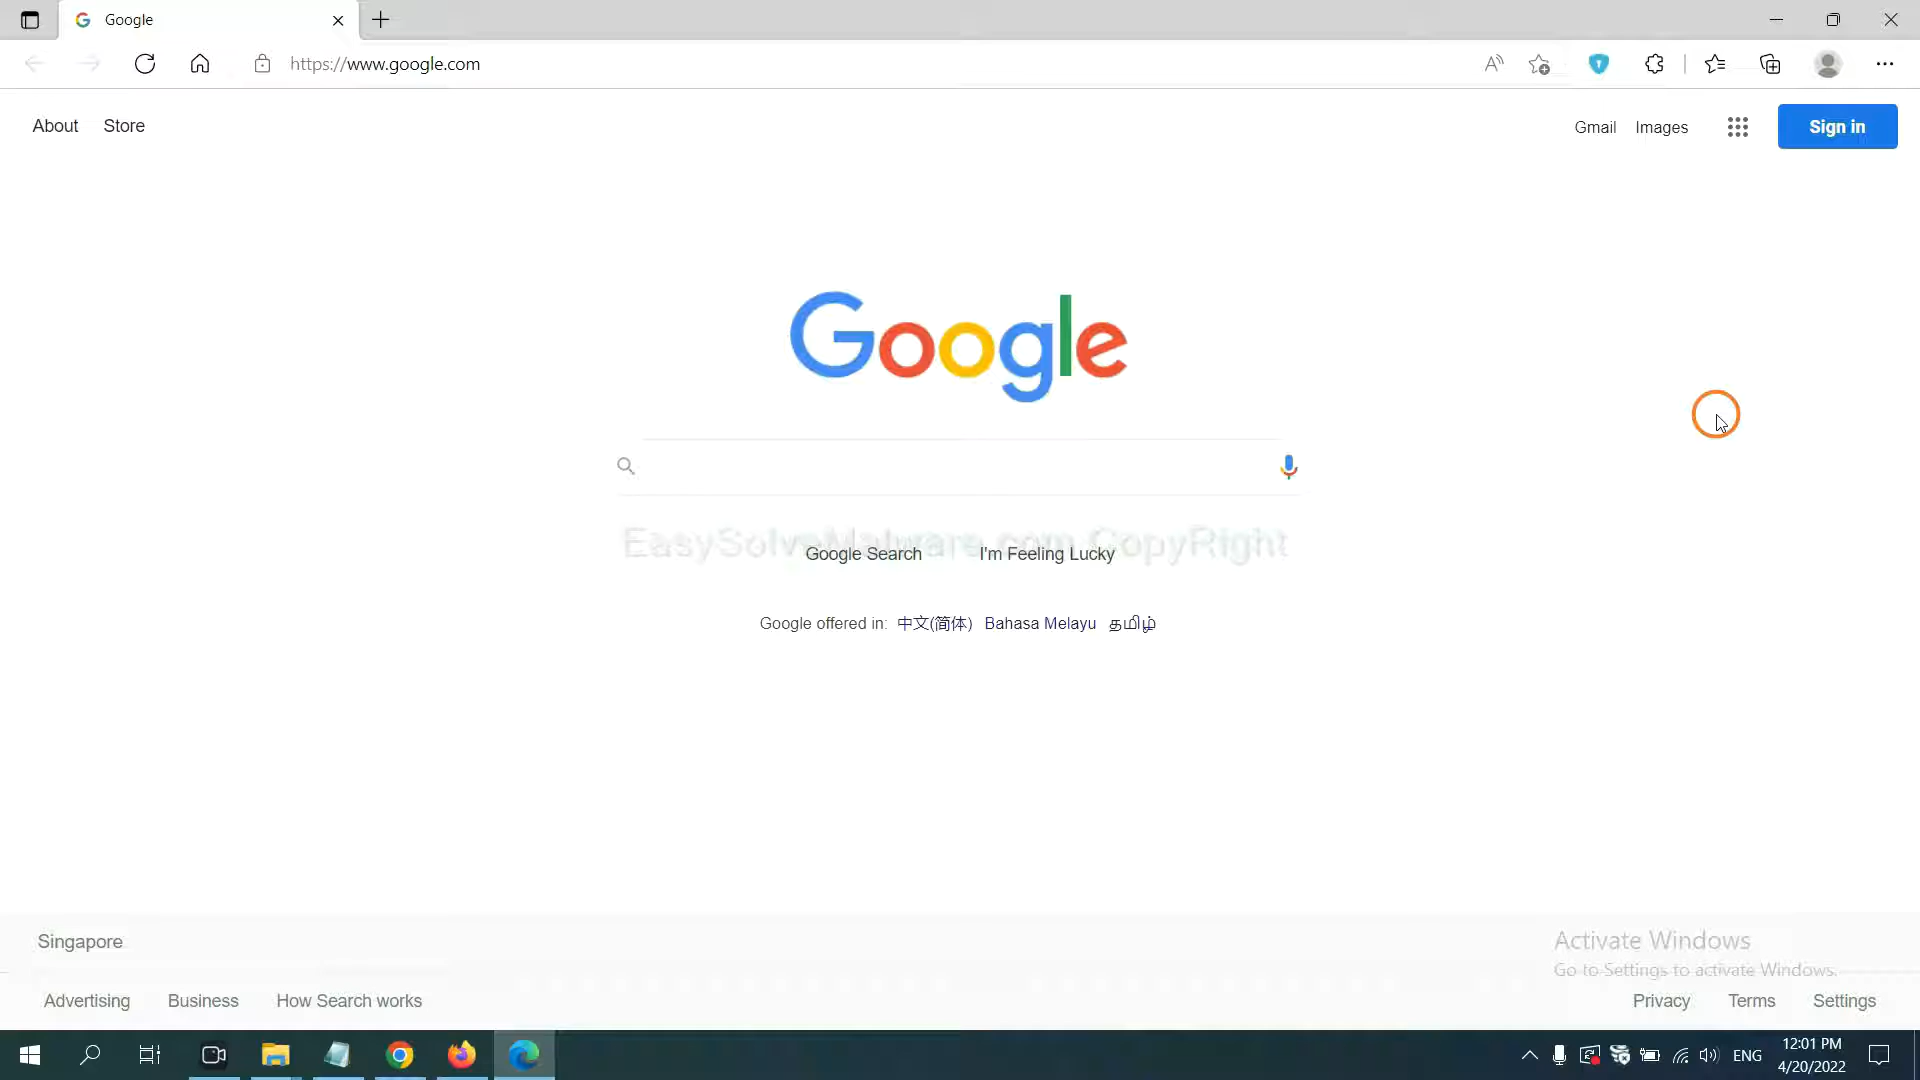 Google
https://www.google.com
About Store
Gmail Images Sign in
Google
EasySolveMalware.com CopyRight
Google Search I'm Feeling Lucky
Google offered in: 中文(简体) Bahasa Melayu தமிழ்
Singapore
Activate Windows
Go to Settings to activate Windows.
Advertising Business How Search works
Privacy Terms Settings
ENG
12:01 PM
4/20/2022